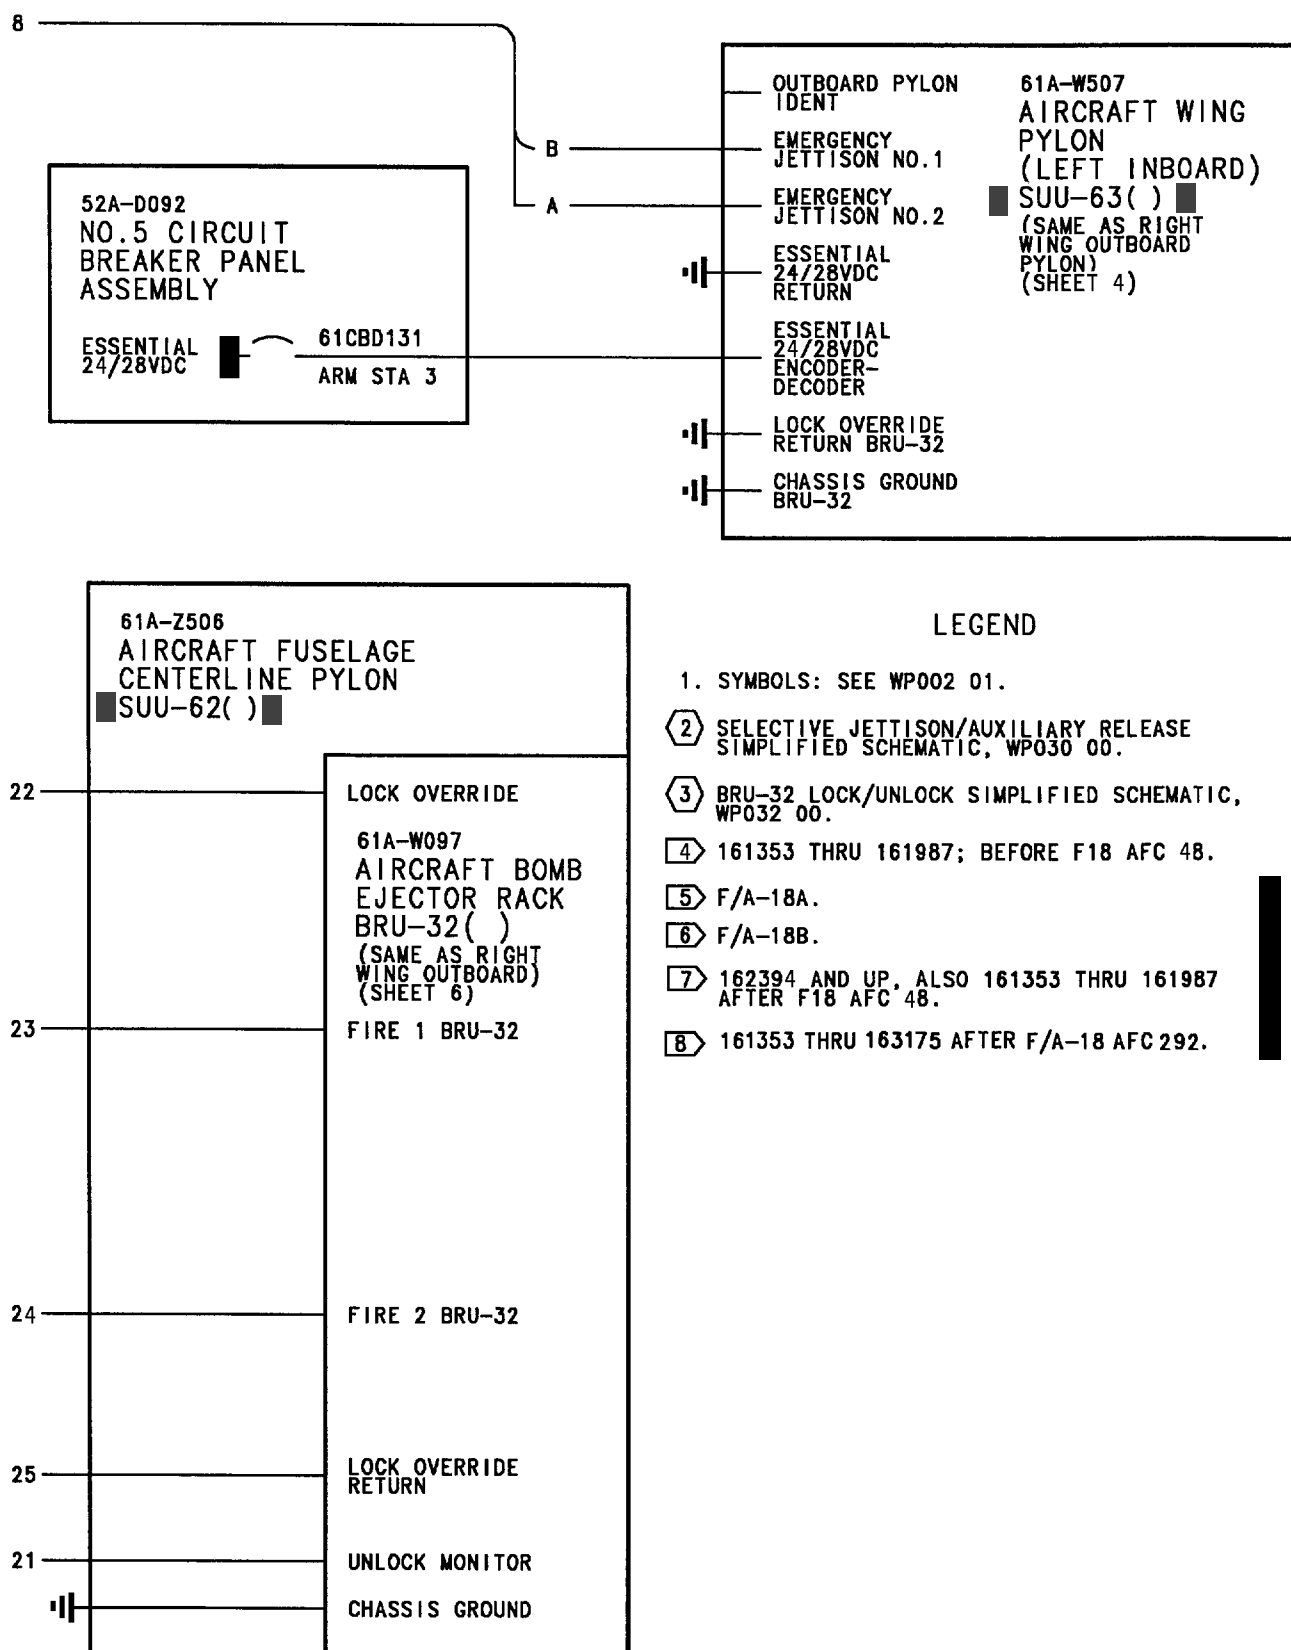 8
OUTBOARD PYLON
IDENT
B
EMERGENCY
JETTISON NO.1
A
EMERGENCY
JETTISON NO.2
ESSENTIAL
24/28VDC
RETURN
ESSENTIAL
24/28VDC
ENCODER-
DECODER
LOCK OVERRIDE
RETURN BRU-32
CHASSIS GROUND
BRU-32
61A-W507
AIRCRAFT WING
PYLON
(LEFT INBOARD)
SUU-63( )
(SAME AS RIGHT
WING OUTBOARD
PYLON)
(SHEET 4)
52A-D092
NO.5 CIRCUIT
BREAKER PANEL
ASSEMBLY
ESSENTIAL
24/28VDC
61CBD131
ARM STA 3
61A-Z506
AIRCRAFT FUSELAGE
CENTERLINE PYLON
SUU-62( )
22
LOCK OVERRIDE
61A-W097
AIRCRAFT BOMB
EJECTOR RACK
BRU-32( )
(SAME AS RIGHT
WING OUTBOARD)
(SHEET 6)
23
FIRE 1 BRU-32
24
FIRE 2 BRU-32
25
LOCK OVERRIDE
RETURN
21
UNLOCK MONITOR
CHASSIS GROUND
LEGEND
1. SYMBOLS: SEE WP002 01.
2 SELECTIVE JETTISON/AUXILIARY RELEASE
SIMPLIFIED SCHEMATIC, WP030 00.
3 BRU-32 LOCK/UNLOCK SIMPLIFIED SCHEMATIC,
WP032 00.
4 161353 THRU 161987; BEFORE F18 AFC 48.
5 F/A-18A.
6 F/A-18B.
7 162394 AND UP, ALSO 161353 THRU 161987
AFTER F18 AFC 48.
8 161353 THRU 163175 AFTER F/A-18 AFC 292.